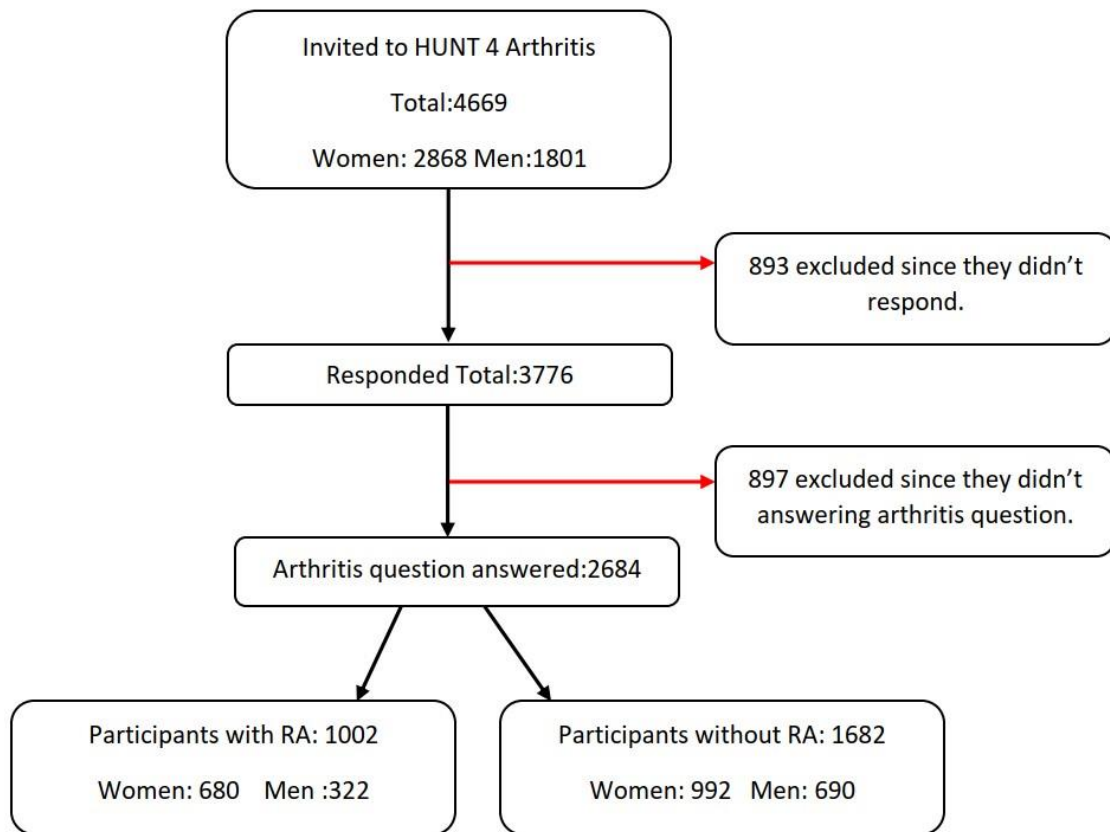 Invited to HUNT 4 Arthritis
Total:4669
Women: 2868 Men:1801
893 excluded since they didn’t
respond.
Responded Total:3776
897 excluded since they didn’t
answering arthritis question.
Arthritis question answered:2684
Participants with RA: 1002
Women: 680 Men :322
Participants without RA: 1682
Women: 992 Men: 690